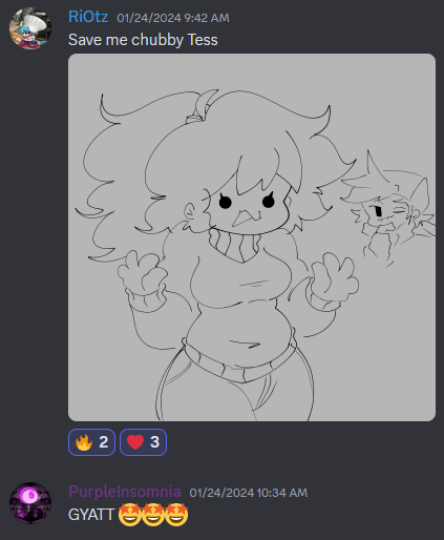 RiOtz 01/24/2024 9:42 AM
Save me chubby Tess
🔥 2 ❤️ 3
PurpleInsomnia 01/24/2024 10:34 AM
GYATT 🤩🤩🤩